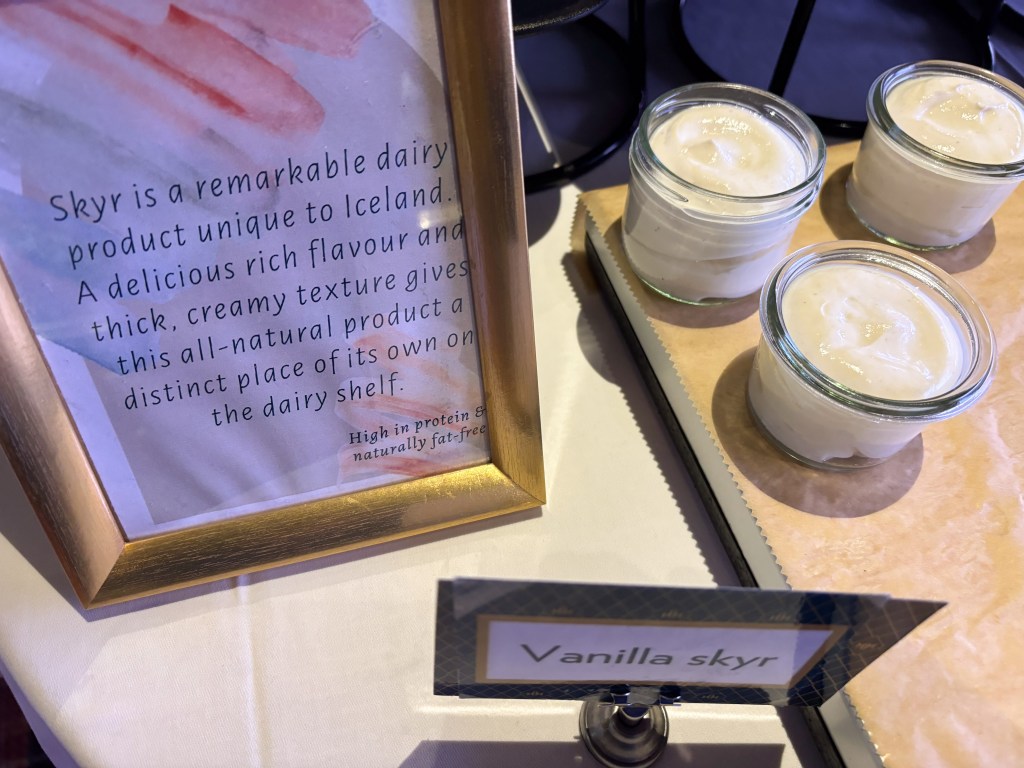 Skyr is a remarkable dairy
product unique to Iceland.
A delicious rich flavour and
thick, creamy texture gives
this all-natural product a
distinct place of its own on
the dairy shelf.
High in protein &
naturally fat-free
Vanilla skyr